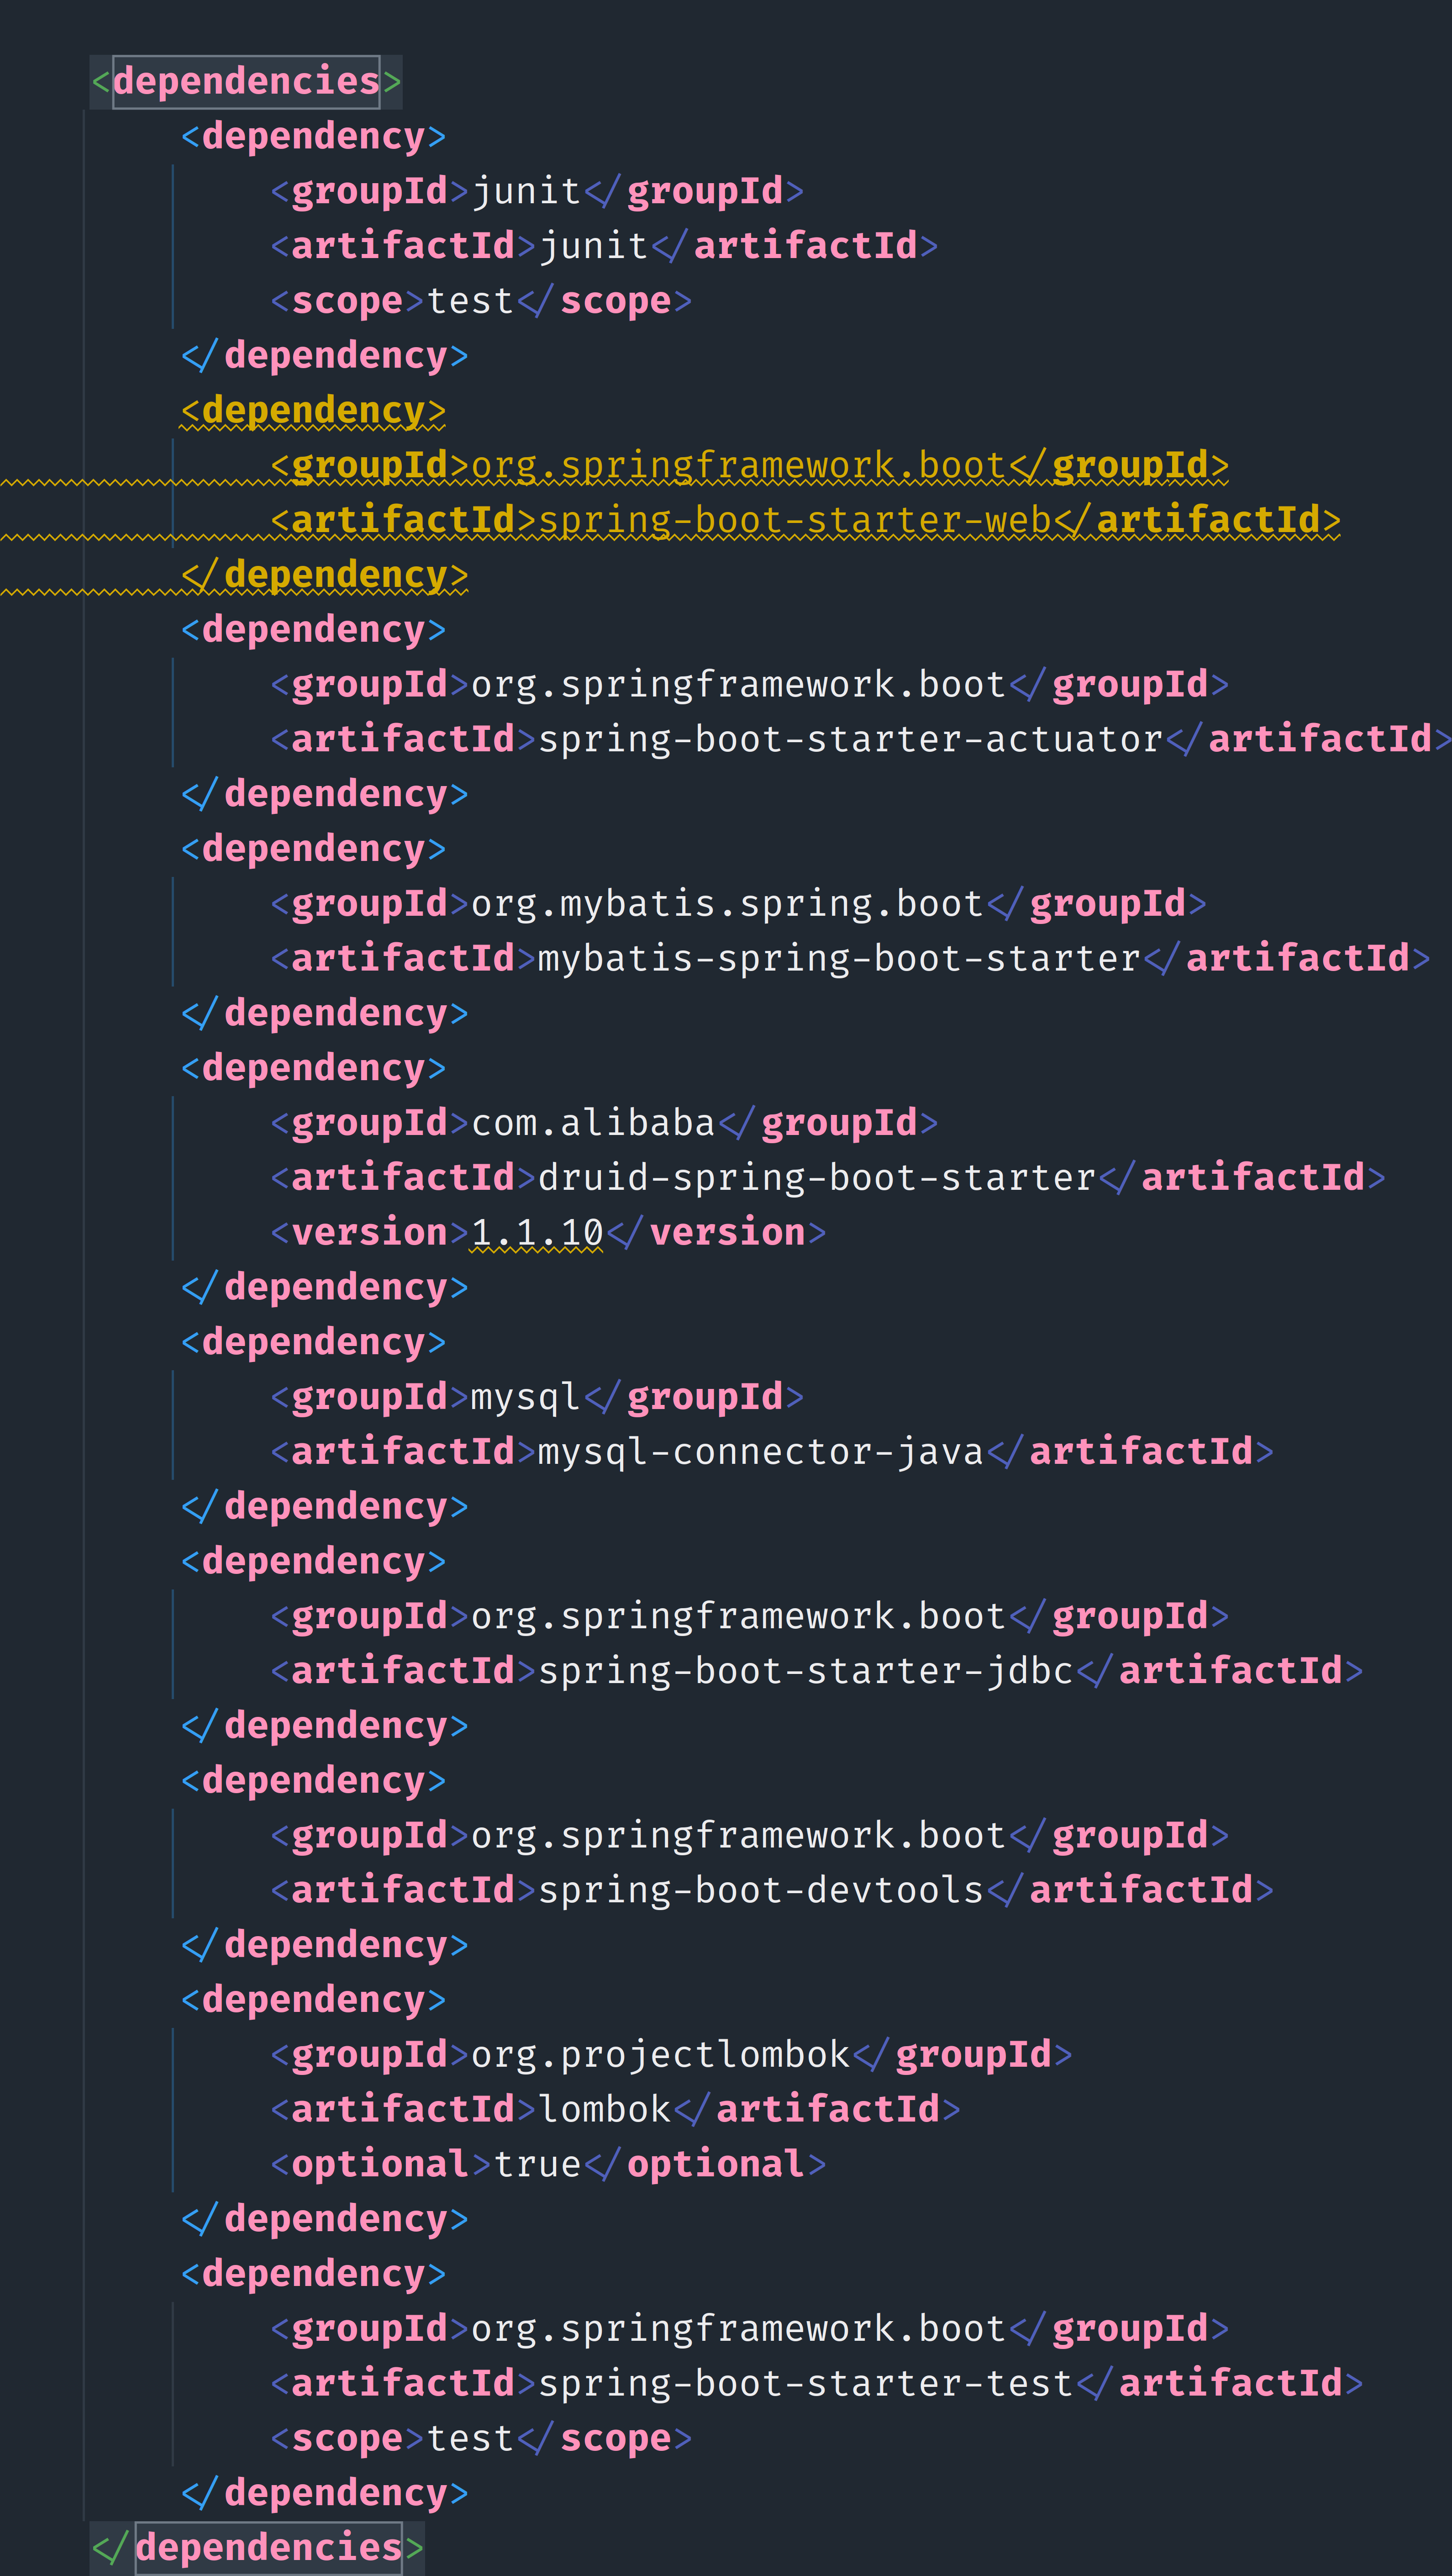 <dependencies>
    <dependency>
        <groupId>junit</groupId>
        <artifactId>junit</artifactId>
        <scope>test</scope>
    </dependency>
    <dependency>
        <groupId>org.springframework.boot</groupId>
        <artifactId>spring-boot-starter-web</artifactId>
    </dependency>
    <dependency>
        <groupId>org.springframework.boot</groupId>
        <artifactId>spring-boot-starter-actuator</artifactId>
    </dependency>
    <dependency>
        <groupId>org.mybatis.spring.boot</groupId>
        <artifactId>mybatis-spring-boot-starter</artifactId>
    </dependency>
    <dependency>
        <groupId>com.alibaba</groupId>
        <artifactId>druid-spring-boot-starter</artifactId>
        <version>1.1.10</version>
    </dependency>
    <dependency>
        <groupId>mysql</groupId>
        <artifactId>mysql-connector-java</artifactId>
    </dependency>
    <dependency>
        <groupId>org.springframework.boot</groupId>
        <artifactId>spring-boot-starter-jdbc</artifactId>
    </dependency>
    <dependency>
        <groupId>org.springframework.boot</groupId>
        <artifactId>spring-boot-devtools</artifactId>
    </dependency>
    <dependency>
        <groupId>org.projectlombok</groupId>
        <artifactId>lombok</artifactId>
        <optional>true</optional>
    </dependency>
    <dependency>
        <groupId>org.springframework.boot</groupId>
        <artifactId>spring-boot-starter-test</artifactId>
        <scope>test</scope>
    </dependency>
</dependencies>